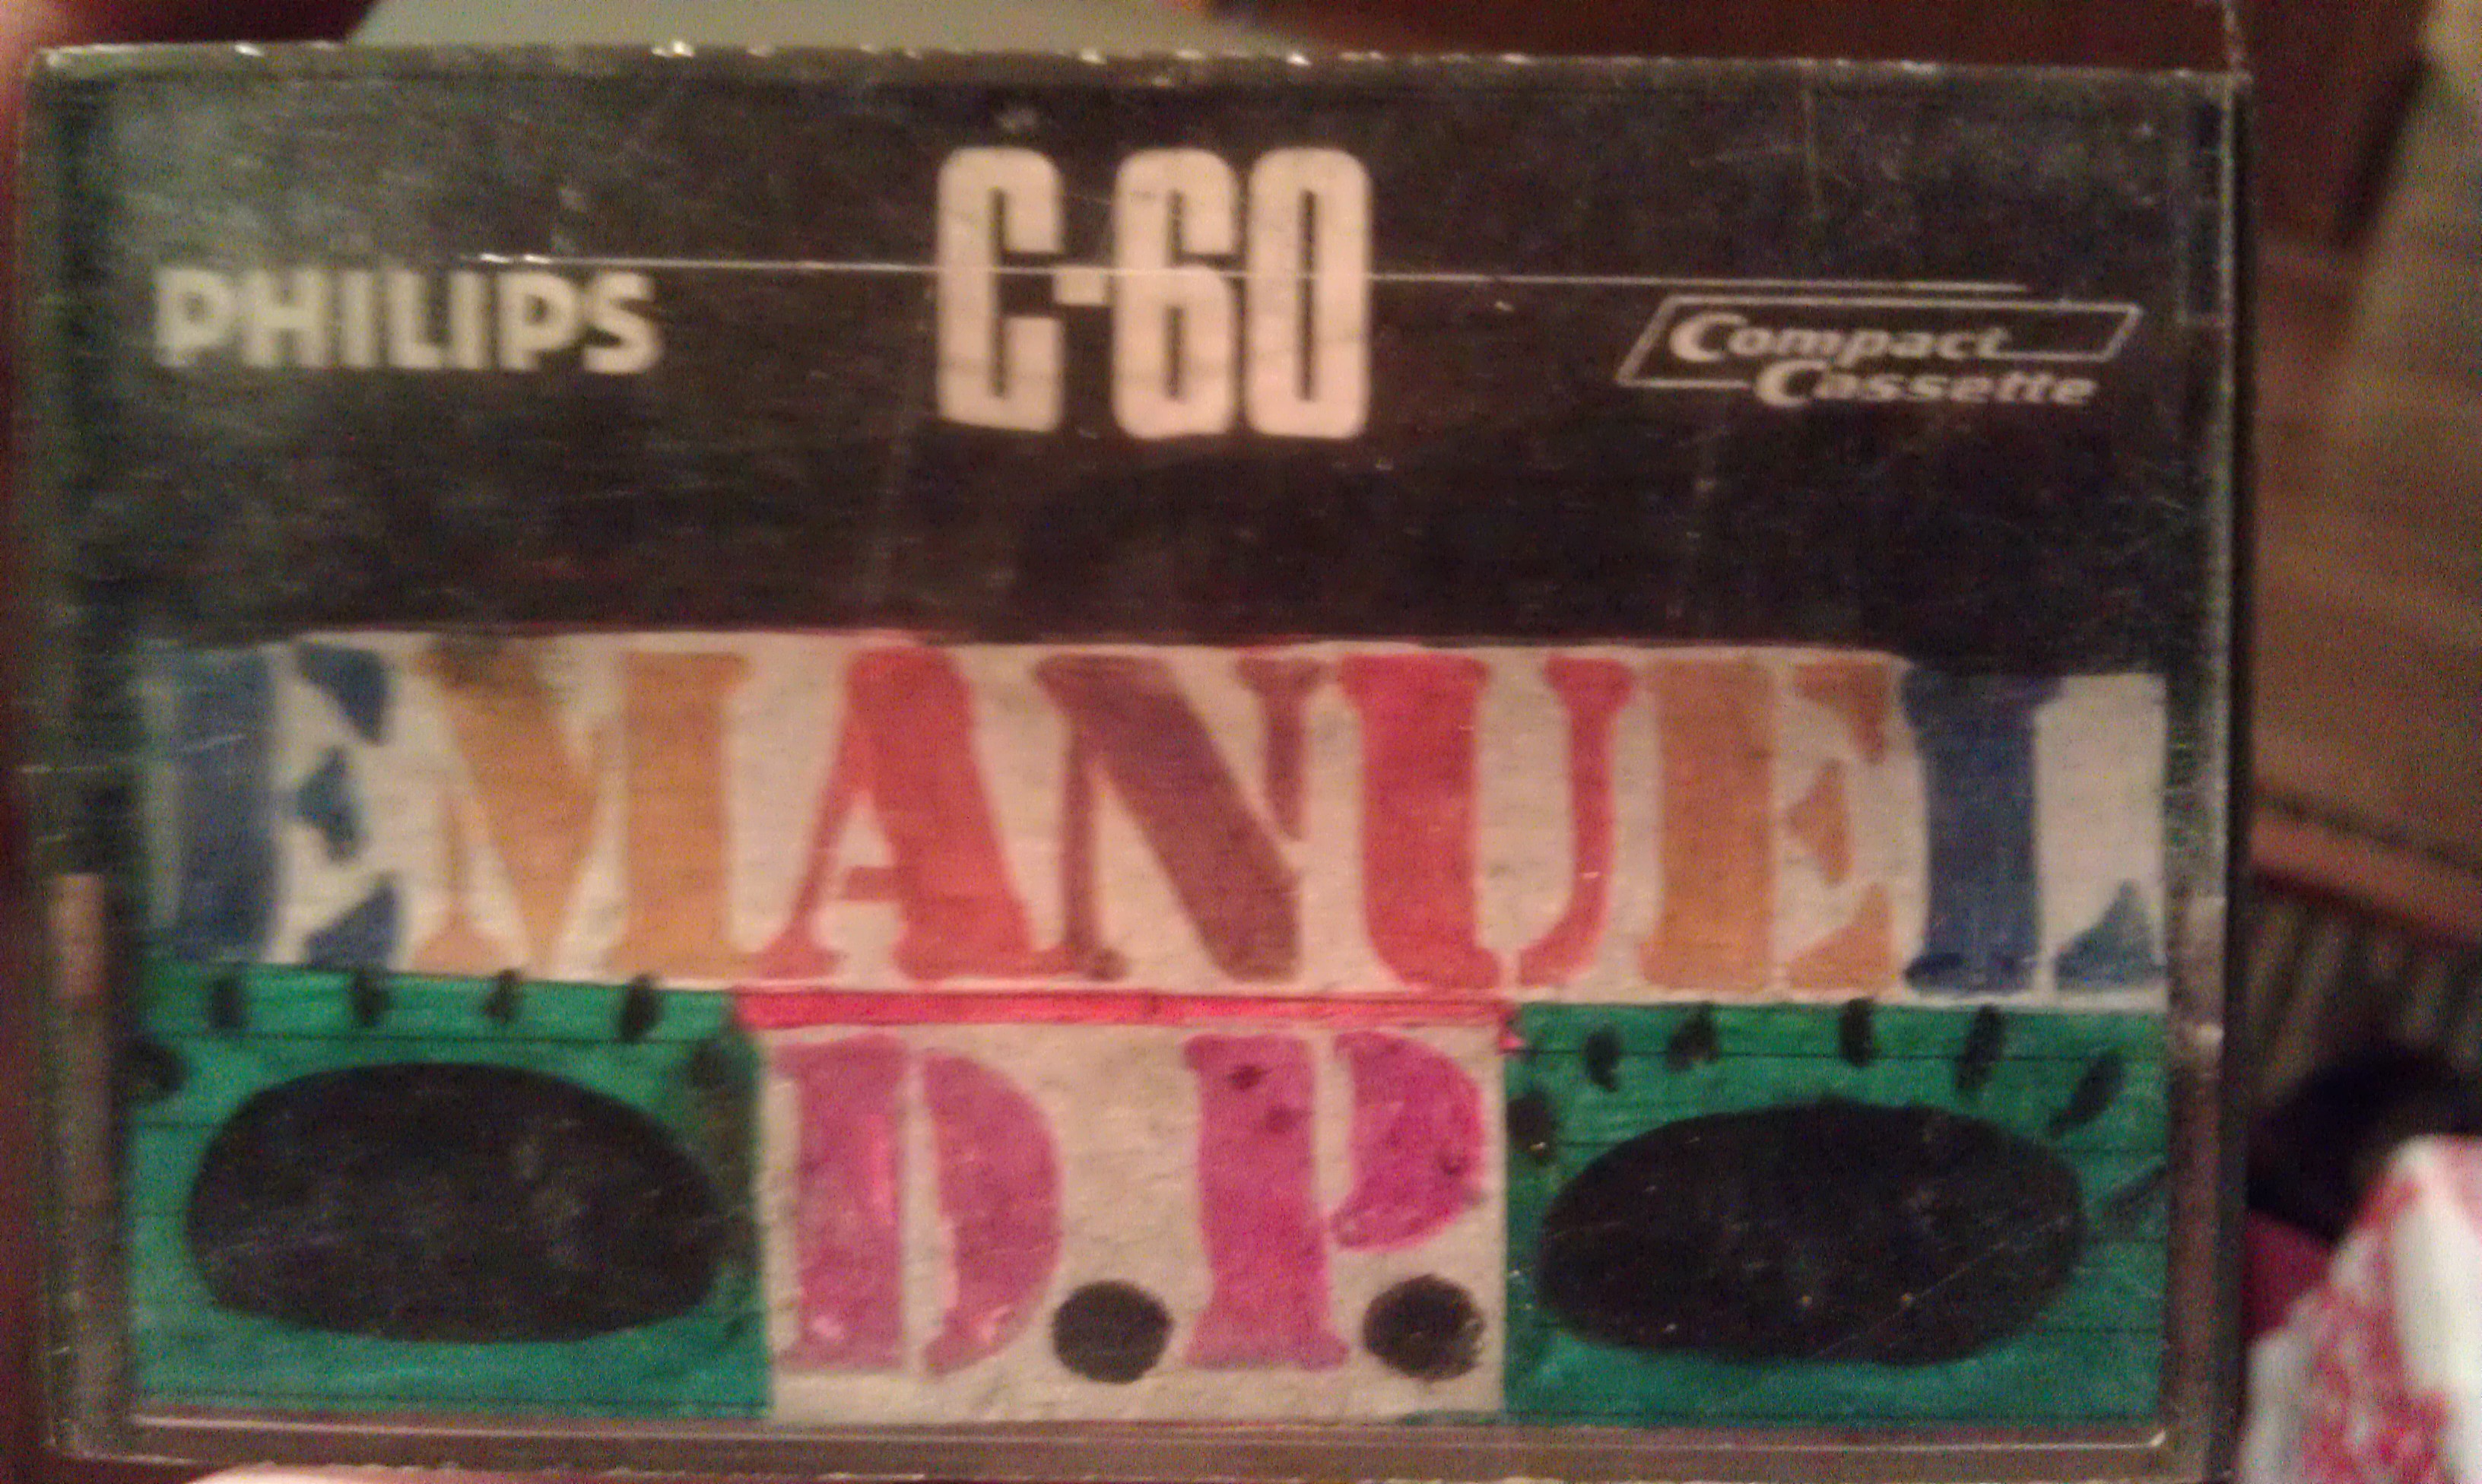 PHILIPS
C-60
Compact
Cassette
EMANUEL
D.P.